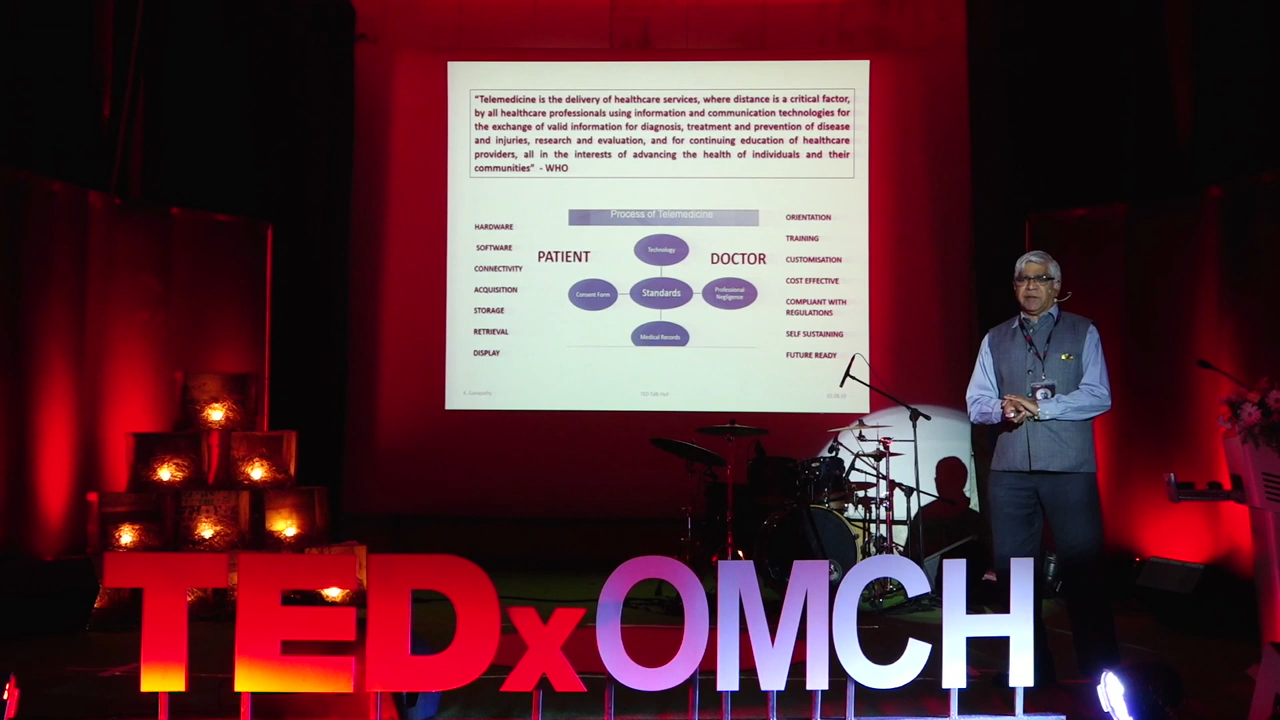 "Telemedicine is the delivery of healthcare services, where distance is a critical factor,
by all healthcare professionals using information and communication technologies for
the exchange of valid information for diagnosis, treatment and prevention of disease
and injuries, research and evaluation, and for continuing education of healthcare
providers, all in the interests of advancing the health of individuals and their
communities" - WHO
Process of Telemedicine
HARDWARE
SOFTWARE
CONNECTIVITY
ACQUISITION
STORAGE
RETRIEVAL
DISPLAY
PATIENT
DOCTOR
Technology
Consent Form
Standards
Professional
Negligence
Medical Records
ORIENTATION
TRAINING
CUSTOMISATION
COST EFFECTIVE
COMPLIANT WITH
REGULATIONS
SELF SUSTAINING
FUTURE READY
TEDxOMCH